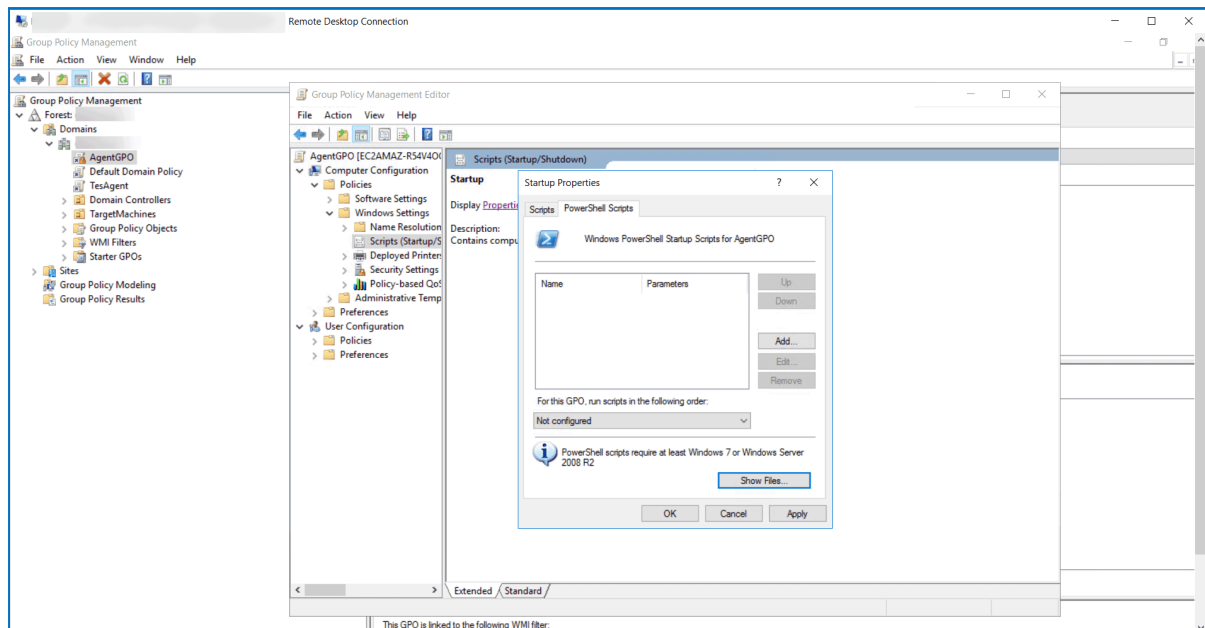 Remote Desktop Connection
Group Policy Management
File Action View Window Help
Group Policy Management
Forest:
Domains
AgentGPO
Default Domain Policy
TesAgent
Domain Controllers
TargetMachines
Group Policy Objects
WMI Filters
Starter GPOs
Sites
Group Policy Modeling
Group Policy Results
Group Policy Management Editor
File Action View Help
AgentGPO [EC2AMAZ-R54V4O
Computer Configuration
Policies
Software Settings
Windows Settings
Name Resolution
Scripts (Startup/S
Deployed Printer
Security Settings
Policy-based QoS
Administrative Temp
Preferences
User Configuration
Policies
Preferences
Scripts (Startup/Shutdown)
Startup
Display Properti
Description:
Contains compu
Extended Standard
Startup Properties
Scripts PowerShell Scripts
Windows PowerShell Startup Scripts for AgentGPO
Name Parameters
Up
Down
Add...
Edit...
Remove
For this GPO, run scripts in the following order:
Not configured
PowerShell scripts require at least Windows 7 or Windows Server
2008 R2
Show Files...
OK Cancel Apply
This GPO is linked to the following WMI filter: